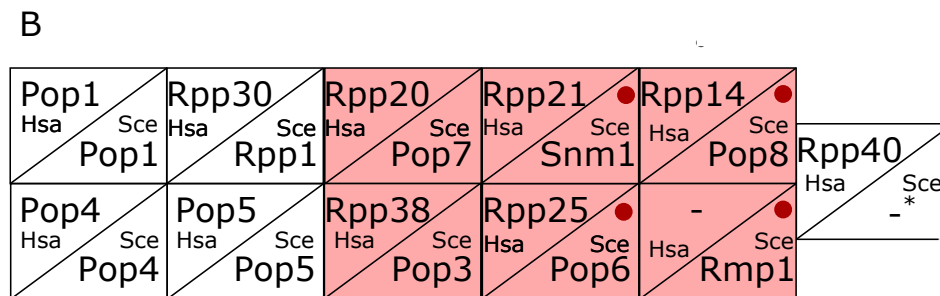 B
Pop1 Hsa Sce Pop1
Rpp30 Hsa Sce Rpp1
Rpp20 Hsa Sce Pop7
Rpp21 Hsa Sce Snm1
Rpp14 Hsa Sce Pop8
Rpp40 Hsa Sce -*
Pop4 Hsa Sce Pop4
Pop5 Hsa Sce Pop5
Rpp38 Hsa Sce Pop3
Rpp25 Hsa Sce Pop6
- Hsa Sce Rmp1